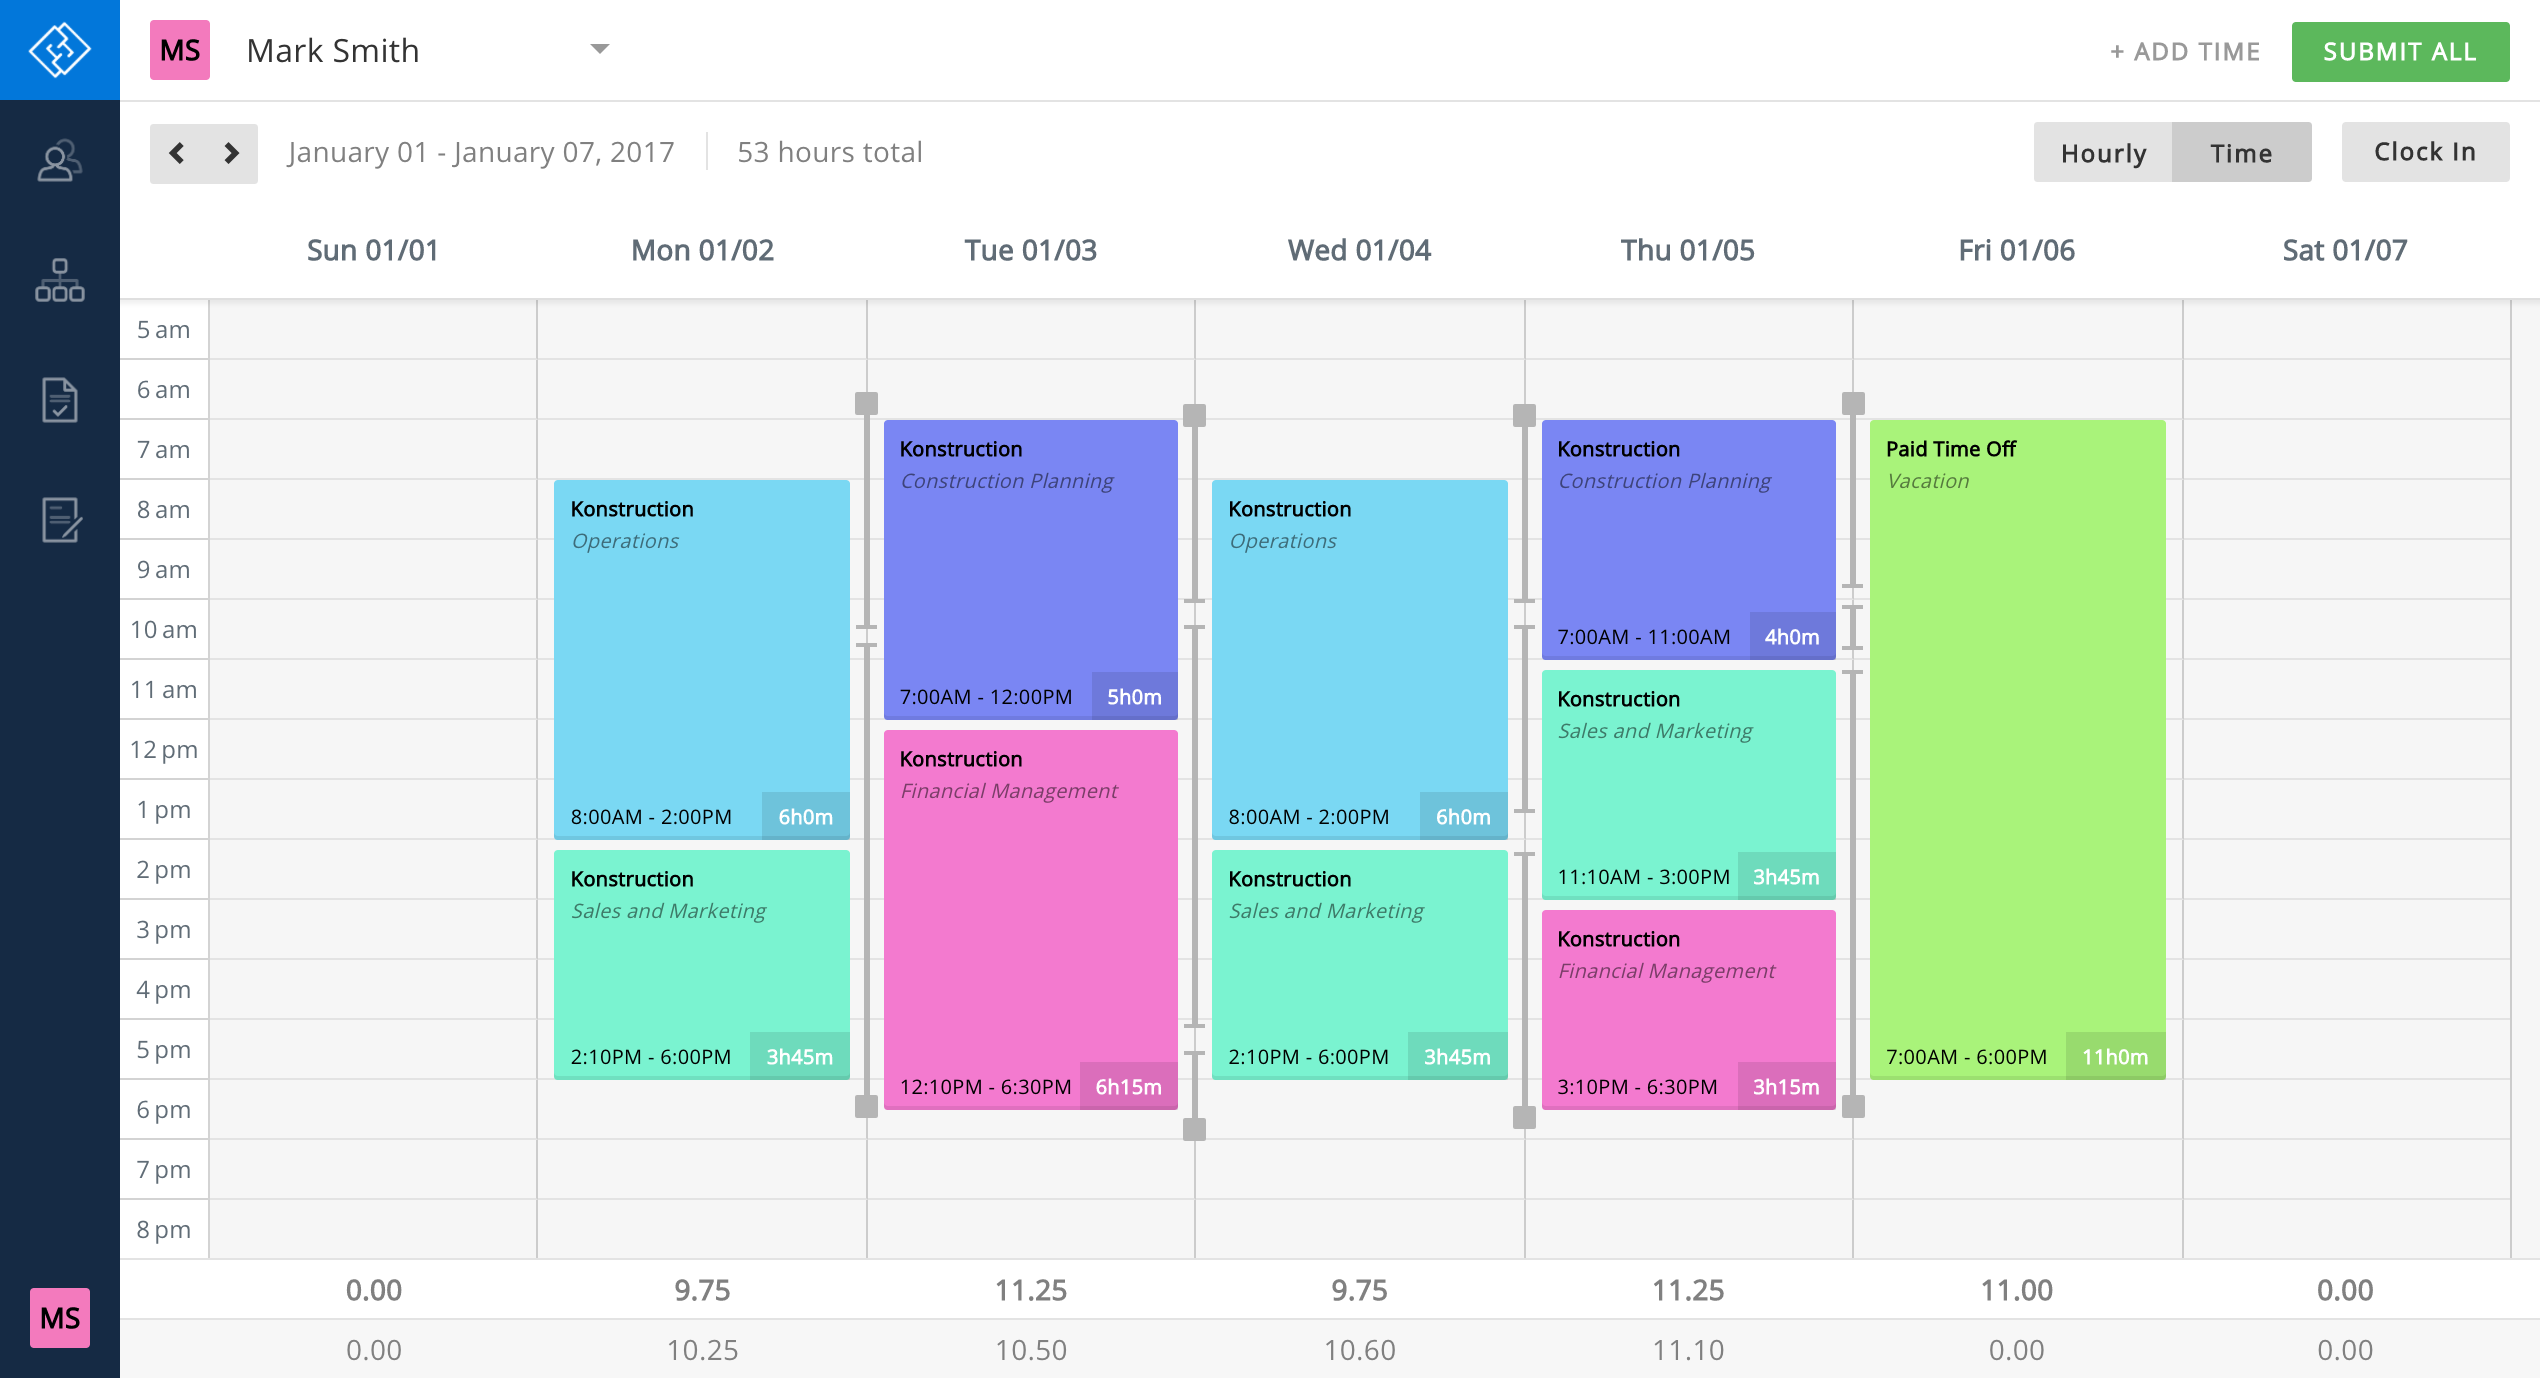 MS Mark Smith + ADD TIME SUBMIT ALL
January 01 - January 07, 2017 53 hours total Hourly Time Clock In
Sun 01/01 Mon 01/02 Tue 01/03 Wed 01/04 Thu 01/05 Fri 01/06 Sat 01/07
5 am
6 am
7 am
8 am
9 am
10 am
11 am
12 pm
1 pm
2 pm
3 pm
4 pm
5 pm
6 pm
7 pm
8 pm
Konstruction
Operations
8:00AM - 2:00PM 6h0m
Konstruction
Sales and Marketing
2:10PM - 6:00PM 3h45m
Konstruction
Construction Planning
7:00AM - 12:00PM 5h0m
Konstruction
Financial Management
12:10PM - 6:30PM 6h15m
Konstruction
Operations
8:00AM - 2:00PM 6h0m
Konstruction
Sales and Marketing
2:10PM - 6:00PM 3h45m
Konstruction
Construction Planning
7:00AM - 11:00AM 4h0m
Konstruction
Sales and Marketing
11:10AM - 3:00PM 3h45m
Konstruction
Financial Management
3:10PM - 6:30PM 3h15m
Paid Time Off
Vacation
7:00AM - 6:00PM 11h0m
0.00 9.75 11.25 9.75 11.25 11.00 0.00
MS
0.00 10.25 10.50 10.60 11.10 0.00 0.00